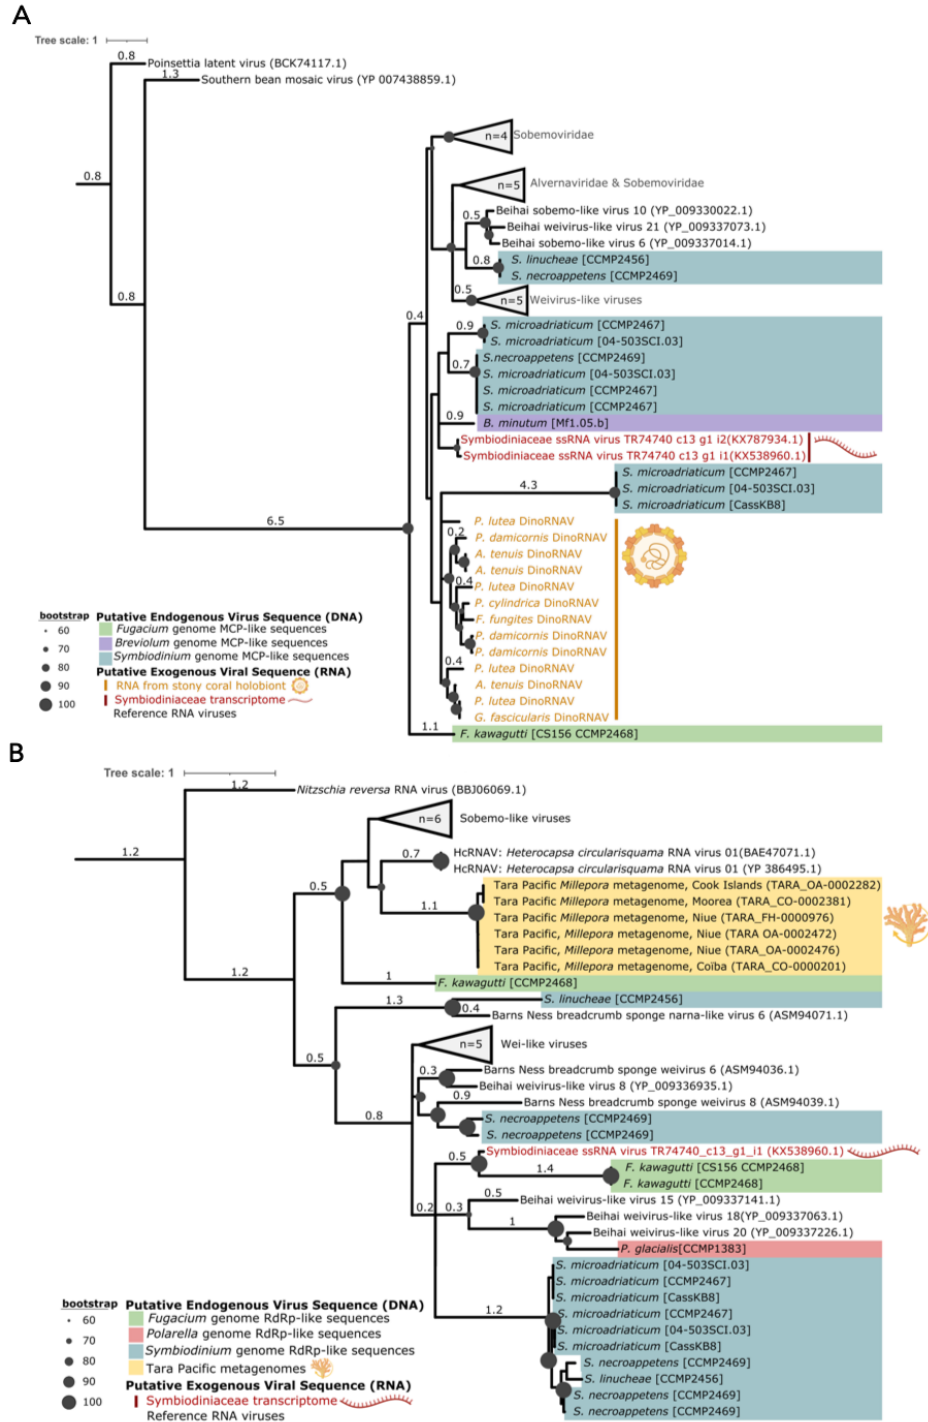 A
Tree scale: 1
0.8
Poinsettia latent virus (BCK74117.1)
1.3
Southern bean mosaic virus (YP 007438859.1)
n=4
Sobemoviridae
0.8
n=5
Alvernaviridae & Sobemoviridae
0.5
Beihai sobemo-like virus 10 (YP_009330022.1)
Beihai weivirus-like virus 21 (YP_009337073.1)
Beihai sobemo-like virus 6 (YP_009337014.1)
0.8
S. linucheae [CCMP2456]
S. necroappetens [CCMP2469]
0.8
0.5
n=5
Weivirus-like viruses
0.4
0.9
S. microadriaticum [CCMP2467]
S. microadriaticum [04-503SCI.03]
0.7
S.necroappetens [CCMP2469]
S. microadriaticum [04-503SCI.03]
S. microadriaticum [CCMP2467]
S. microadriaticum [CCMP2467]
0.9
B. minutum [Mf1.05.b]
Symbiodiniaceae ssRNA virus TR74740 c13 g1 i2(KX787934.1)
Symbiodiniaceae ssRNA virus TR74740 c13 g1 i1(KX538960.1)
S. microadriaticum [CCMP2467]
4.3
S. microadriaticum [04-503SCI.03]
S. microadriaticum [CassKB8]
6.5
P. lutea DinoRNAV
0.2
P. damicornis DinoRNAV
A. tenuis DinoRNAV
A. tenuis DinoRNAV
0.4
P. lutea DinoRNAV
P. cylindrica DinoRNAV
F. fungites DinoRNAV
P. damicornis DinoRNAV
P. damicornis DinoRNAV
0.4
P. lutea DinoRNAV
A. tenuis DinoRNAV
P. lutea DinoRNAV
G. fascicularis DinoRNAV
1.1
F. kawagutti [CS156 CCMP2468]
bootstrap
60
70
80
90
100
Putative Endogenous Virus Sequence (DNA)
Fugacium genome MCP-like sequences
Breviolum genome MCP-like sequences
Symbiodinium genome MCP-like sequences
Putative Exogenous Viral Sequence (RNA)
RNA from stony coral holobiont
Symbiodiniaceae transcriptome
Reference RNA viruses
B
Tree scale: 1
1.2
Nitzschia reversa RNA virus (BBJ06069.1)
n=6
Sobemo-like viruses
1.2
0.7
HcRNAV: Heterocapsa circularisquama RNA virus 01(BAE47071.1)
HcRNAV: Heterocapsa circularisquama RNA virus 01 (YP 386495.1)
0.5
1.1
Tara Pacific Millepora metagenome, Cook Islands (TARA_OA-0002282)
Tara Pacific Millepora metagenome, Moorea (TARA_CO-0002381)
Tara Pacific Millepora metagenome, Niue (TARA_FH-0000976)
Tara Pacific, Millepora metagenome, Niue (TARA OA-0002472)
Tara Pacific, Millepora metagenome, Niue (TARA_OA-0002476)
Tara Pacific, Millepora metagenome, Coïba (TARA_CO-0000201)
1.2
1
F. kawagutti [CCMP2468]
1.3
S. linucheae [CCMP2456]
0.4
Barns Ness breadcrumb sponge narna-like virus 6 (ASM94071.1)
0.5
n=5
Wei-like viruses
0.3
Barns Ness breadcrumb sponge weivirus 6 (ASM94036.1)
Beihai weivirus-like virus 8 (YP_009336935.1)
0.9
Barns Ness breadcrumb sponge weivirus 8 (ASM94039.1)
0.8
S. necroappetens [CCMP2469]
S. necroappetens [CCMP2469]
0.5
Symbiodiniaceae ssRNA virus TR74740_c13_g1_i1 (KX538960.1)
1.4
F. kawagutti [CS156 CCMP2468]
F. kawagutti [CCMP2468]
0.5
Beihai weivirus-like virus 15 (YP_009337141.1)
0.2
0.3
1
Beihai weivirus-like virus 18(YP_009337063.1)
Beihai weivirus-like virus 20 (YP_009337226.1)
P. glacialis[CCMP1383]
S. microadriaticum [04-503SCI.03]
S. microadriaticum [CCMP2467]
S. microadriaticum [CassKB8]
1.2
S. microadriaticum [CCMP2467]
S. microadriaticum [04-503SCI.03]
S. microadriaticum [CassKB8]
S. necroappetens [CCMP2469]
S. linucheae [CCMP2456]
S. necroappetens [CCMP2469]
S. necroappetens [CCMP2469]
bootstrap
60
70
80
90
100
Putative Endogenous Virus Sequence (DNA)
Fugacium genome RdRp-like sequences
Polarella genome RdRp-like sequences
Symbiodinium genome RdRp-like sequences
Tara Pacific metagenomes
Putative Exogenous Viral Sequence (RNA)
Symbiodiniaceae transcriptome
Reference RNA viruses